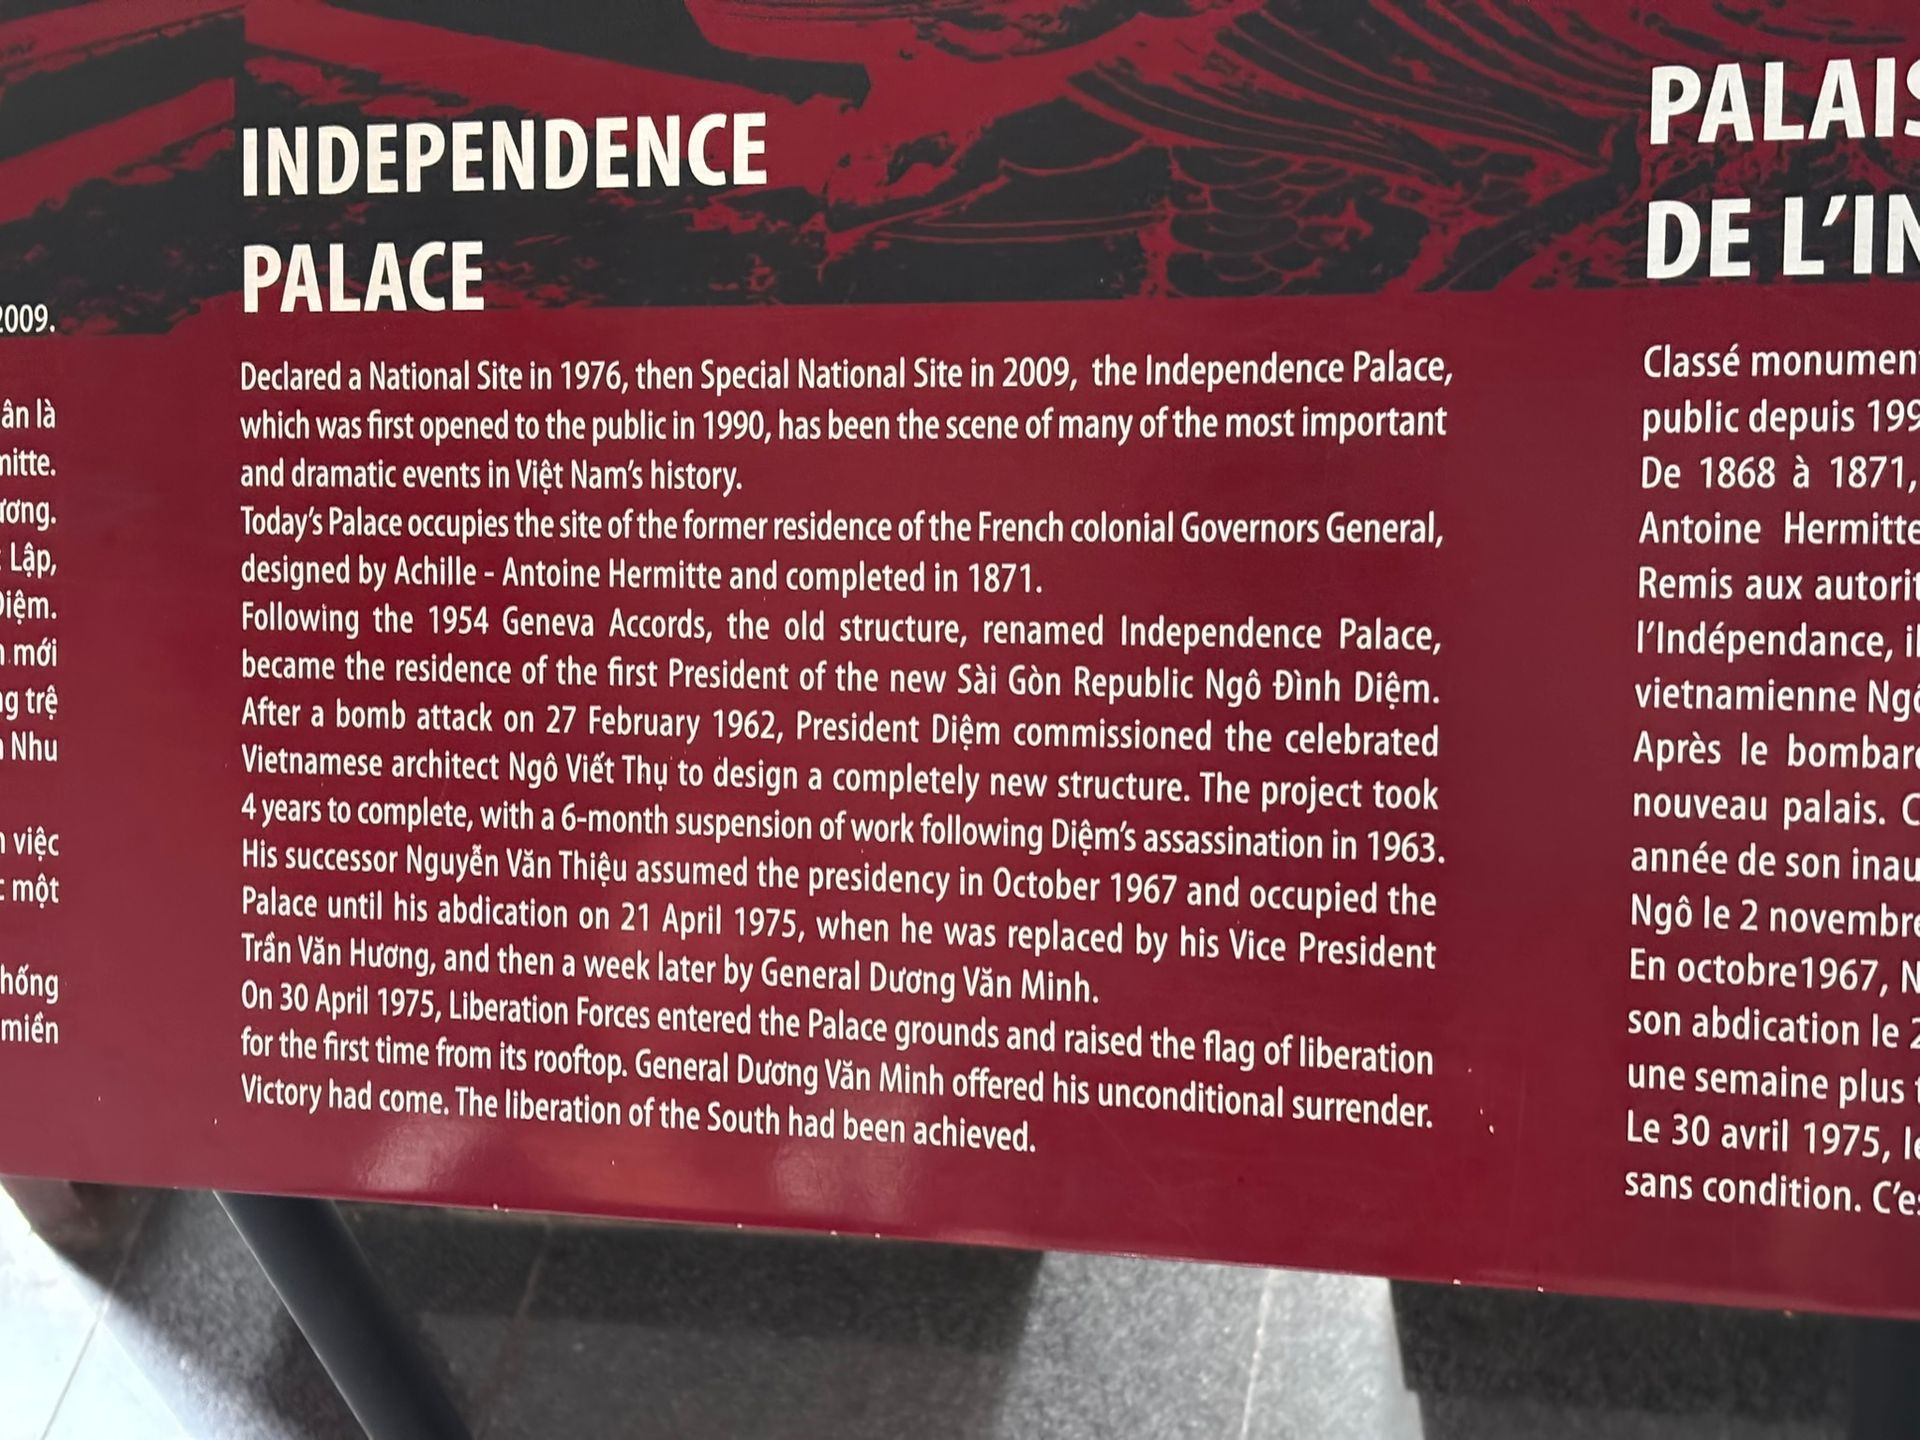 2009.
ân là
mitte.
ương.
Lập,
Diệm.
mới
ng trệ
Nhu
việc
một
hống
miền
INDEPENDENCE
PALACE
Declared a National Site in 1976, then Special National Site in 2009, the Independence Palace,
which was first opened to the public in 1990, has been the scene of many of the most important
and dramatic events in Việt Nam's history.
Today's Palace occupies the site of the former residence of the French colonial Governors General,
designed by Achille - Antoine Hermitte and completed in 1871.
Following the 1954 Geneva Accords, the old structure, renamed Independence Palace,
became the residence of the first President of the new Sài Gòn Republic Ngô Đình Diệm.
After a bomb attack on 27 February 1962, President Diệm commissioned the celebrated
Vietnamese architect Ngô Viết Thụ to design a completely new structure. The project took
4 years to complete, with a 6-month suspension of work following Diệm's assassination in 1963.
His successor Nguyễn Văn Thiệu assumed the presidency in October 1967 and occupied the
Palace until his abdication on 21 April 1975, when he was replaced by his Vice President
Trần Văn Hương, and then a week later by General Dương Văn Minh.
On 30 April 1975, Liberation Forces entered the Palace grounds and raised the flag of liberation
for the first time from its rooftop. General Dương Văn Minh offered his unconditional surrender.
Victory had come. The liberation of the South had been achieved.
PALAIS
DE L'IN
Classé monument
public depuis 199
De 1868 à 1871,
Antoine Hermitte
Remis aux autorit
l'Indépendance, il
vietnamienne Ngô
Après le bombard
nouveau palais. C
année de son inau
Ngô le 2 novembre
En octobre1967, N
son abdication le 2
une semaine plus t
Le 30 avril 1975, le
sans condition. C'es